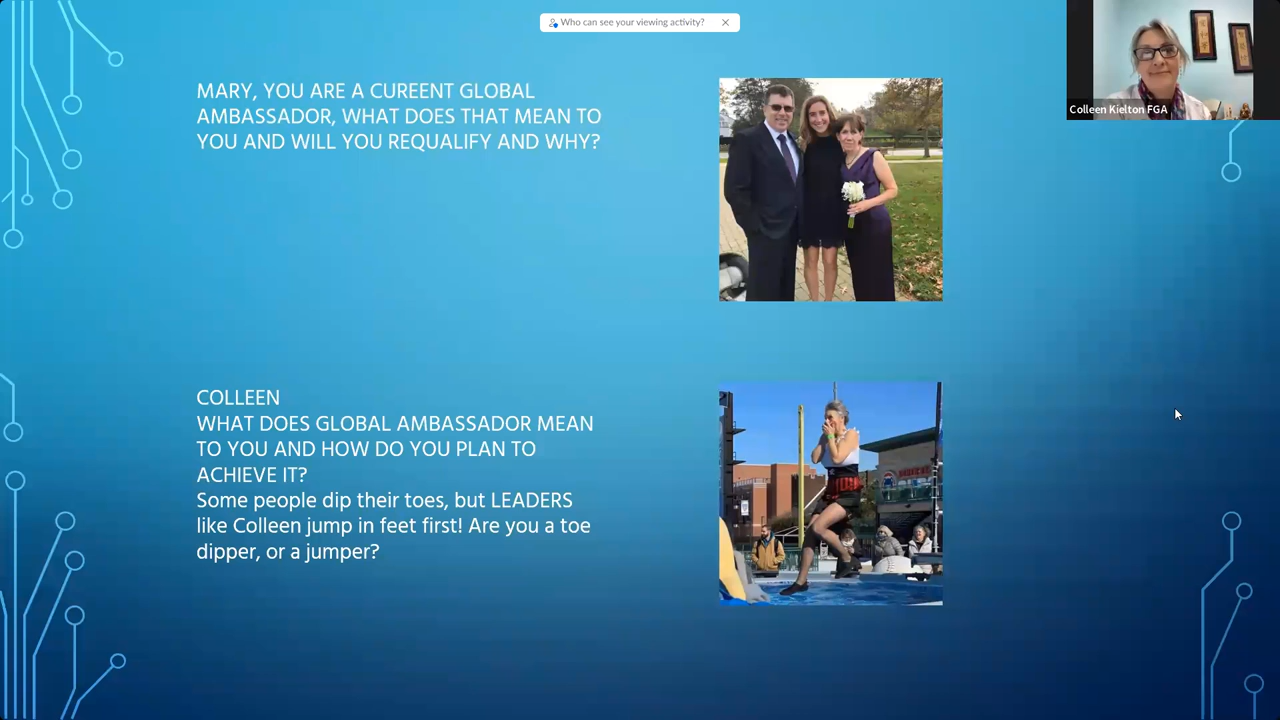 Who can see your viewing activity?
MARY, YOU ARE A CUREENT GLOBAL
AMBASSADOR, WHAT DOES THAT MEAN TO
YOU AND WILL YOU REQUALIFY AND WHY?
Colleen Kielton FGA
COLLEEN
WHAT DOES GLOBAL AMBASSADOR MEAN
TO YOU AND HOW DO YOU PLAN TO
ACHIEVE IT?
Some people dip their toes, but LEADERS
like Colleen jump in feet first! Are you a toe
dipper, or a jumper?